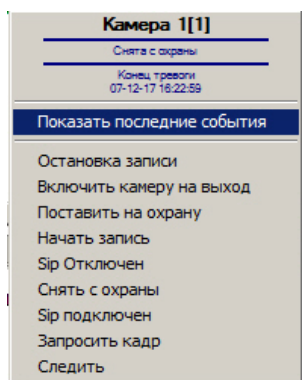 Камера 1[1]
Снята с охраны
Конец тревоги
07-12-17 16:22:59
Показать последние события
Остановка записи
Включить камеру на выход
Поставить на охрану
Начать запись
Sip Отключен
Снять с охраны
Sip подключен
Запросить кадр
Следить